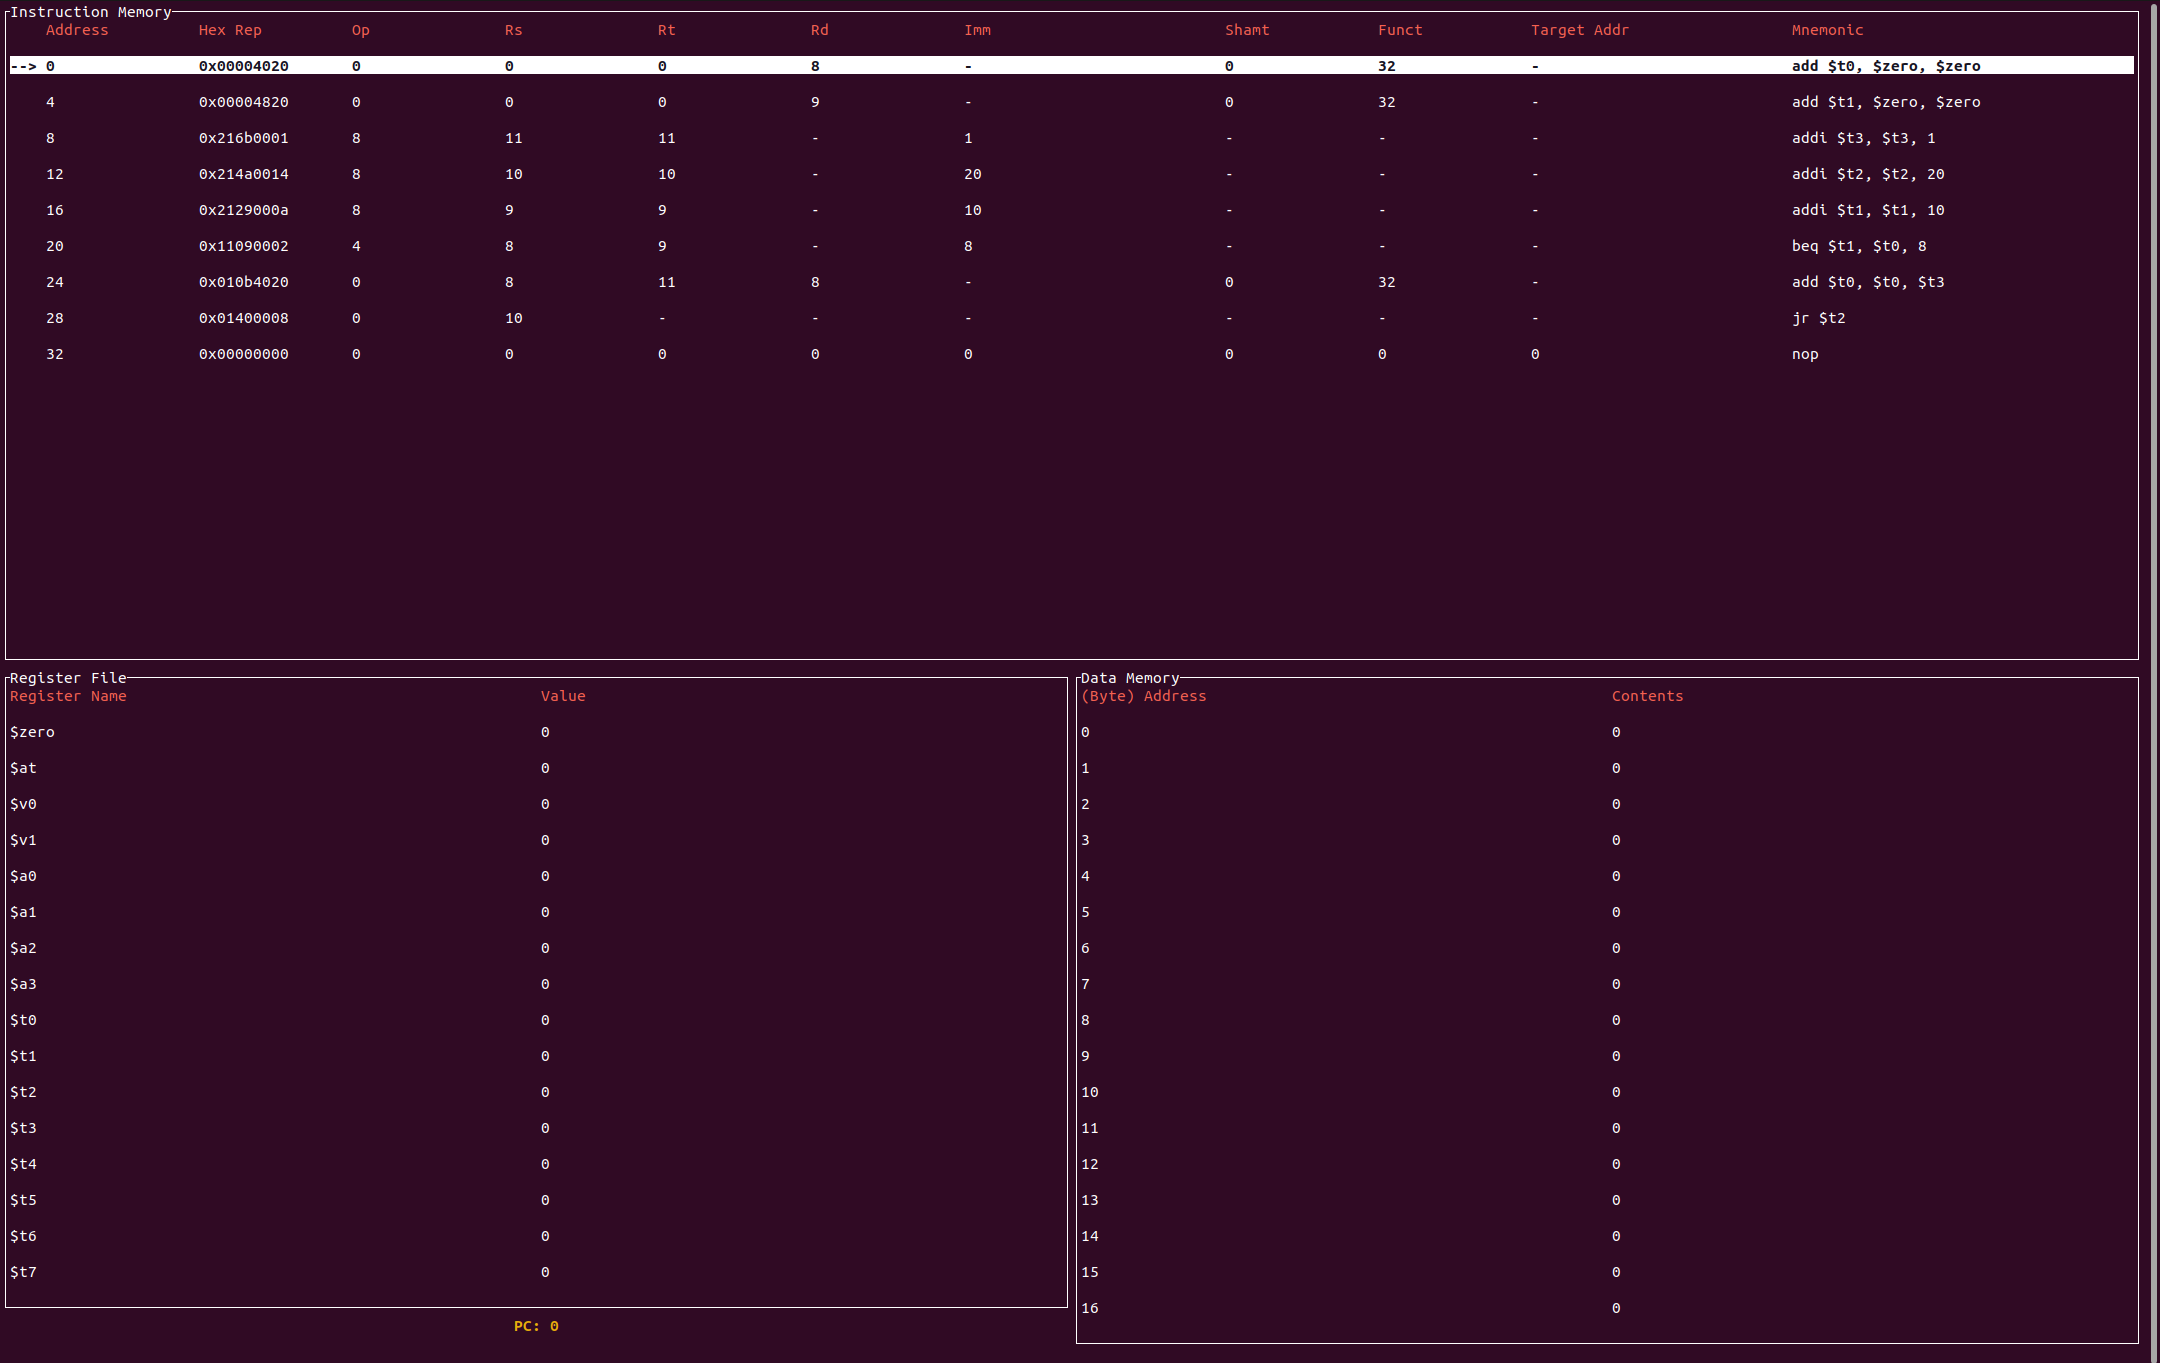 Instruction Memory
Address Hex Rep Op Rs Rt Rd Imm Shamt Funct Target Addr Mnemonic
--> 0 0x00004020 0 0 0 8 - 0 32 - add $t0, $zero, $zero
4 0x00004820 0 0 0 9 - 0 32 - add $t1, $zero, $zero
8 0x216b0001 8 11 11 - 1 - - - addi $t3, $t3, 1
12 0x214a0014 8 10 10 - 20 - - - addi $t2, $t2, 20
16 0x2129000a 8 9 9 - 10 - - - addi $t1, $t1, 10
20 0x11090002 4 8 9 - 8 - - - beq $t1, $t0, 8
24 0x010b4020 0 8 11 8 - 0 32 - add $t0, $t0, $t3
28 0x01400008 0 10 - - - - - - jr $t2
32 0x00000000 0 0 0 0 0 0 0 0 nop
Register File
Register Name Value
$zero 0
$at 0
$v0 0
$v1 0
$a0 0
$a1 0
$a2 0
$a3 0
$t0 0
$t1 0
$t2 0
$t3 0
$t4 0
$t5 0
$t6 0
$t7 0
PC: 0
Data Memory
(Byte) Address Contents
0 0
1 0
2 0
3 0
4 0
5 0
6 0
7 0
8 0
9 0
10 0
11 0
12 0
13 0
14 0
15 0
16 0